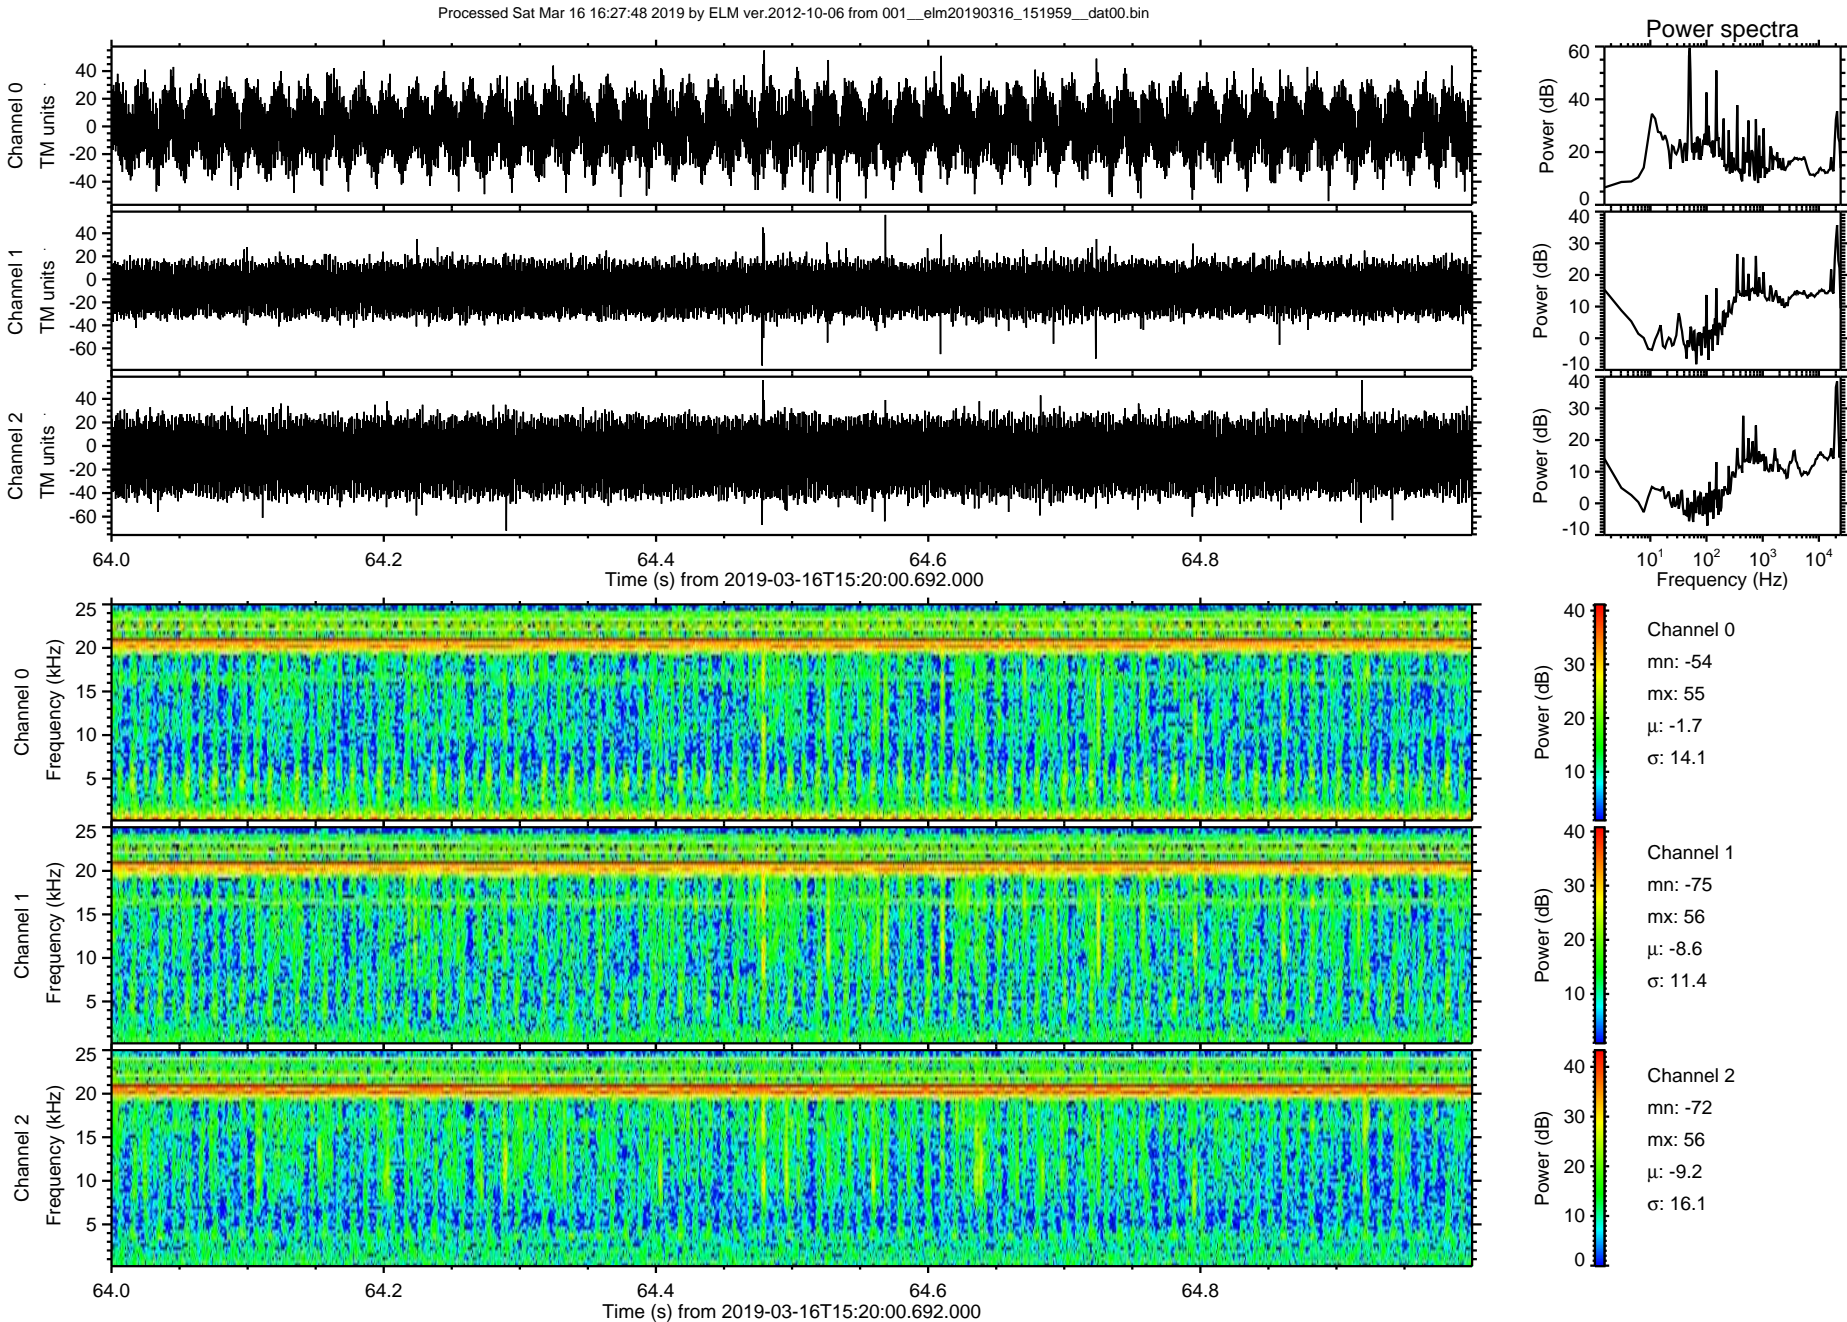 Processed Sat Mar 16 16:27:48 2019 by ELM ver.2012-10-06 from 001__elm20190316_151959__dat00.bin
Power spectra
Channel 0
TM units
40
20
0
-20
-40
Power (dB)
60
40
20
0
Channel 1
TM units
40
20
0
-20
-40
-60
Power (dB)
40
30
20
10
0
-10
Channel 2
TM units
40
20
0
-20
-40
-60
Power (dB)
40
30
20
10
0
-10
64.0 64.2 64.4 64.6 64.8
Time (s) from 2019-03-16T15:20:00.692.000
10¹ 10² 10³ 10⁴
Frequency (Hz)
Channel 0
Frequency (kHz)
25
20
15
10
5
Power (dB)
40
30
20
10
Channel 0
mn: -54
mx: 55
μ: -1.7
σ: 14.1
Channel 1
Frequency (kHz)
25
20
15
10
5
Power (dB)
40
30
20
10
Channel 1
mn: -75
mx: 56
μ: -8.6
σ: 11.4
Channel 2
Frequency (kHz)
25
20
15
10
5
Power (dB)
40
30
20
10
0
Channel 2
mn: -72
mx: 56
μ: -9.2
σ: 16.1
64.0 64.2 64.4 64.6 64.8
Time (s) from 2019-03-16T15:20:00.692.000